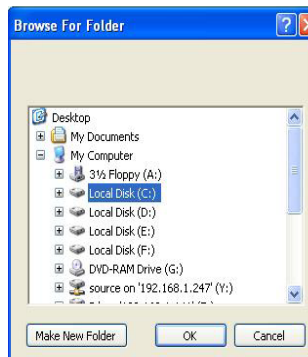 Browse For Folder
Desktop
My Documents
My Computer
3½ Floppy (A:)
Local Disk (C:)
Local Disk (D:)
Local Disk (E:)
Local Disk (F:)
DVD-RAM Drive (G:)
source on '192.168.1.247' (Y:)
Make New Folder
OK
Cancel